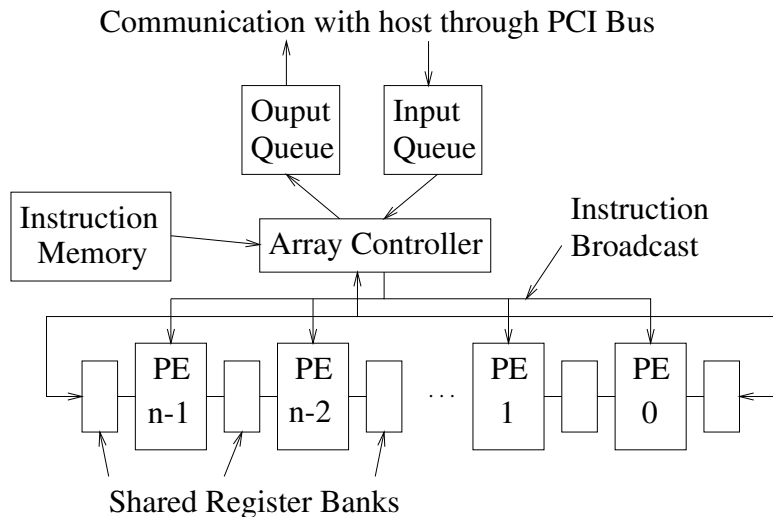 Communication with host through PCI Bus
Ouput
Queue
Input
Queue
Instruction
Memory
Array Controller
Instruction
Broadcast
PE
n-1
PE
n-2
...
PE
1
PE
0
Shared Register Banks